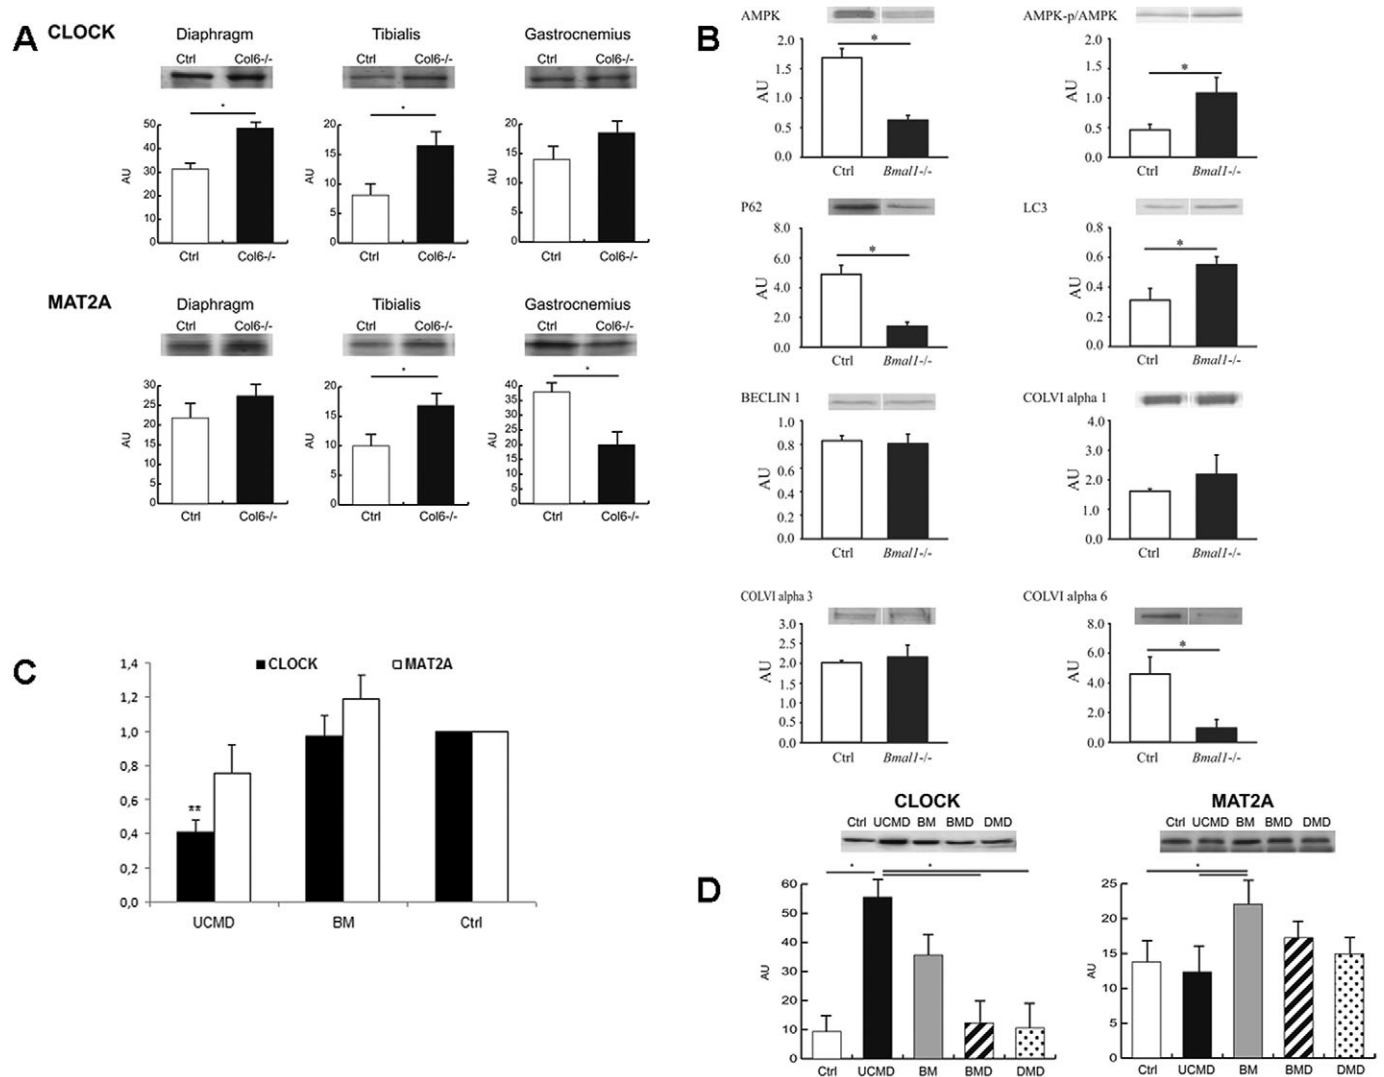 A CLOCK
Diaphragm Tibialis Gastrocnemius
Ctrl Col6-/- Ctrl Col6-/- Ctrl Col6-/-
* *
AU 50 40 30 20 10 0
AU 20 15 10 5 0
AU 20 15 10 5 0
Ctrl Col6-/- Ctrl Col6-/- Ctrl Col6-/-
MAT2A
Diaphragm Tibialis Gastrocnemius
Ctrl Col6-/- Ctrl Col6-/- Ctrl Col6-/-
* *
AU 30 25 20 15 10 5 0
AU 20 15 10 5 0
AU 40 35 30 25 20 15 10 5 0
Ctrl Col6-/- Ctrl Col6-/- Ctrl Col6-/-
B
AMPK
*
AU 2.0 1.5 1.0 0.5 0.0
Ctrl Bmal1-/-
AMPK-p/AMPK
*
AU 2.0 1.5 1.0 0.5 0.0
Ctrl Bmal1-/-
P62
*
AU 8.0 6.0 4.0 2.0 0.0
Ctrl Bmal1-/-
LC3
*
AU 0.8 0.6 0.4 0.2 0.0
Ctrl Bmal1-/-
BECLIN 1
AU 1.0 0.8 0.6 0.4 0.2 0.0
Ctrl Bmal1-/-
COLVI alpha 1
AU 4.0 3.0 2.0 1.0 0.0
Ctrl Bmal1-/-
COLVI alpha 3
AU 3.0 2.5 2.0 1.5 1.0 0.5 0.0
Ctrl Bmal1-/-
COLVI alpha 6
*
AU 8.0 6.0 4.0 2.0 0.0
Ctrl Bmal1-/-
C
CLOCK MAT2A
1,4 1,2 1,0 0,8 0,6 0,4 0,2 0,0
**
UCMD BM Ctrl
D
CLOCK
Ctrl UCMD BM BMD DMD
* *
AU 60 50 40 30 20 10 0
Ctrl UCMD BM BMD DMD
MAT2A
Ctrl UCMD BM BMD DMD
*
AU 25 20 15 10 5 0
Ctrl UCMD BM BMD DMD